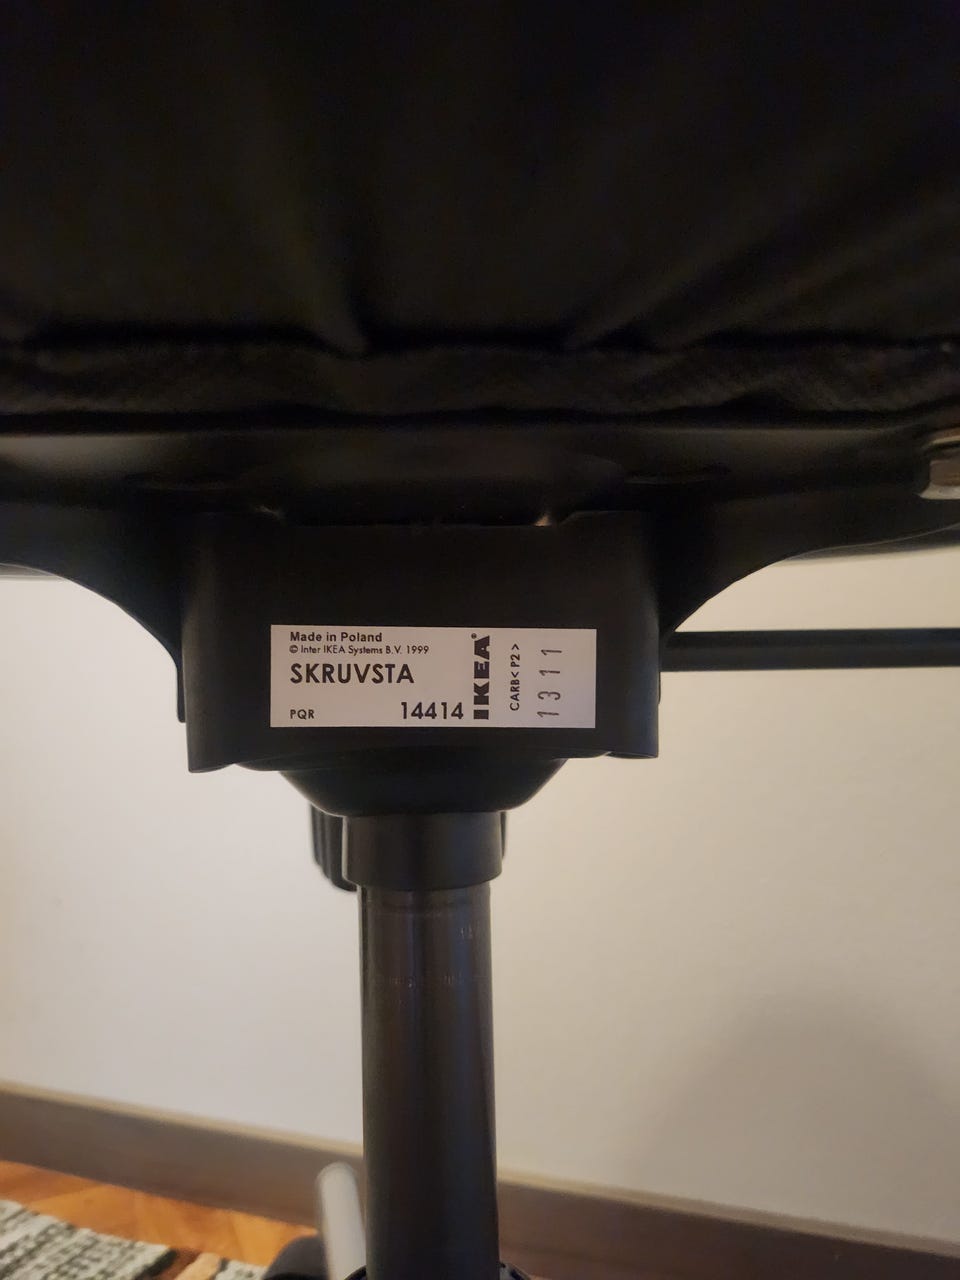 Made in Poland
© Inter IKEA Systems B.V. 1999
SKRUVSTA
PQR 14414
IKEA®
CARB< P2 >
1311